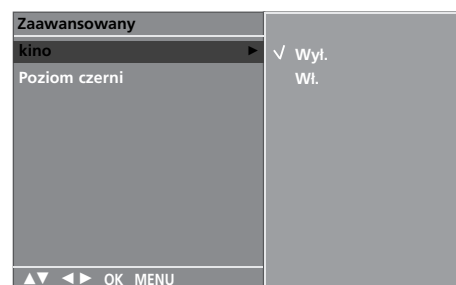 Zaawansowany
kino ►
√ Wył.
Poziom czerni
Wł.
▲▼ ◄► OK MENU